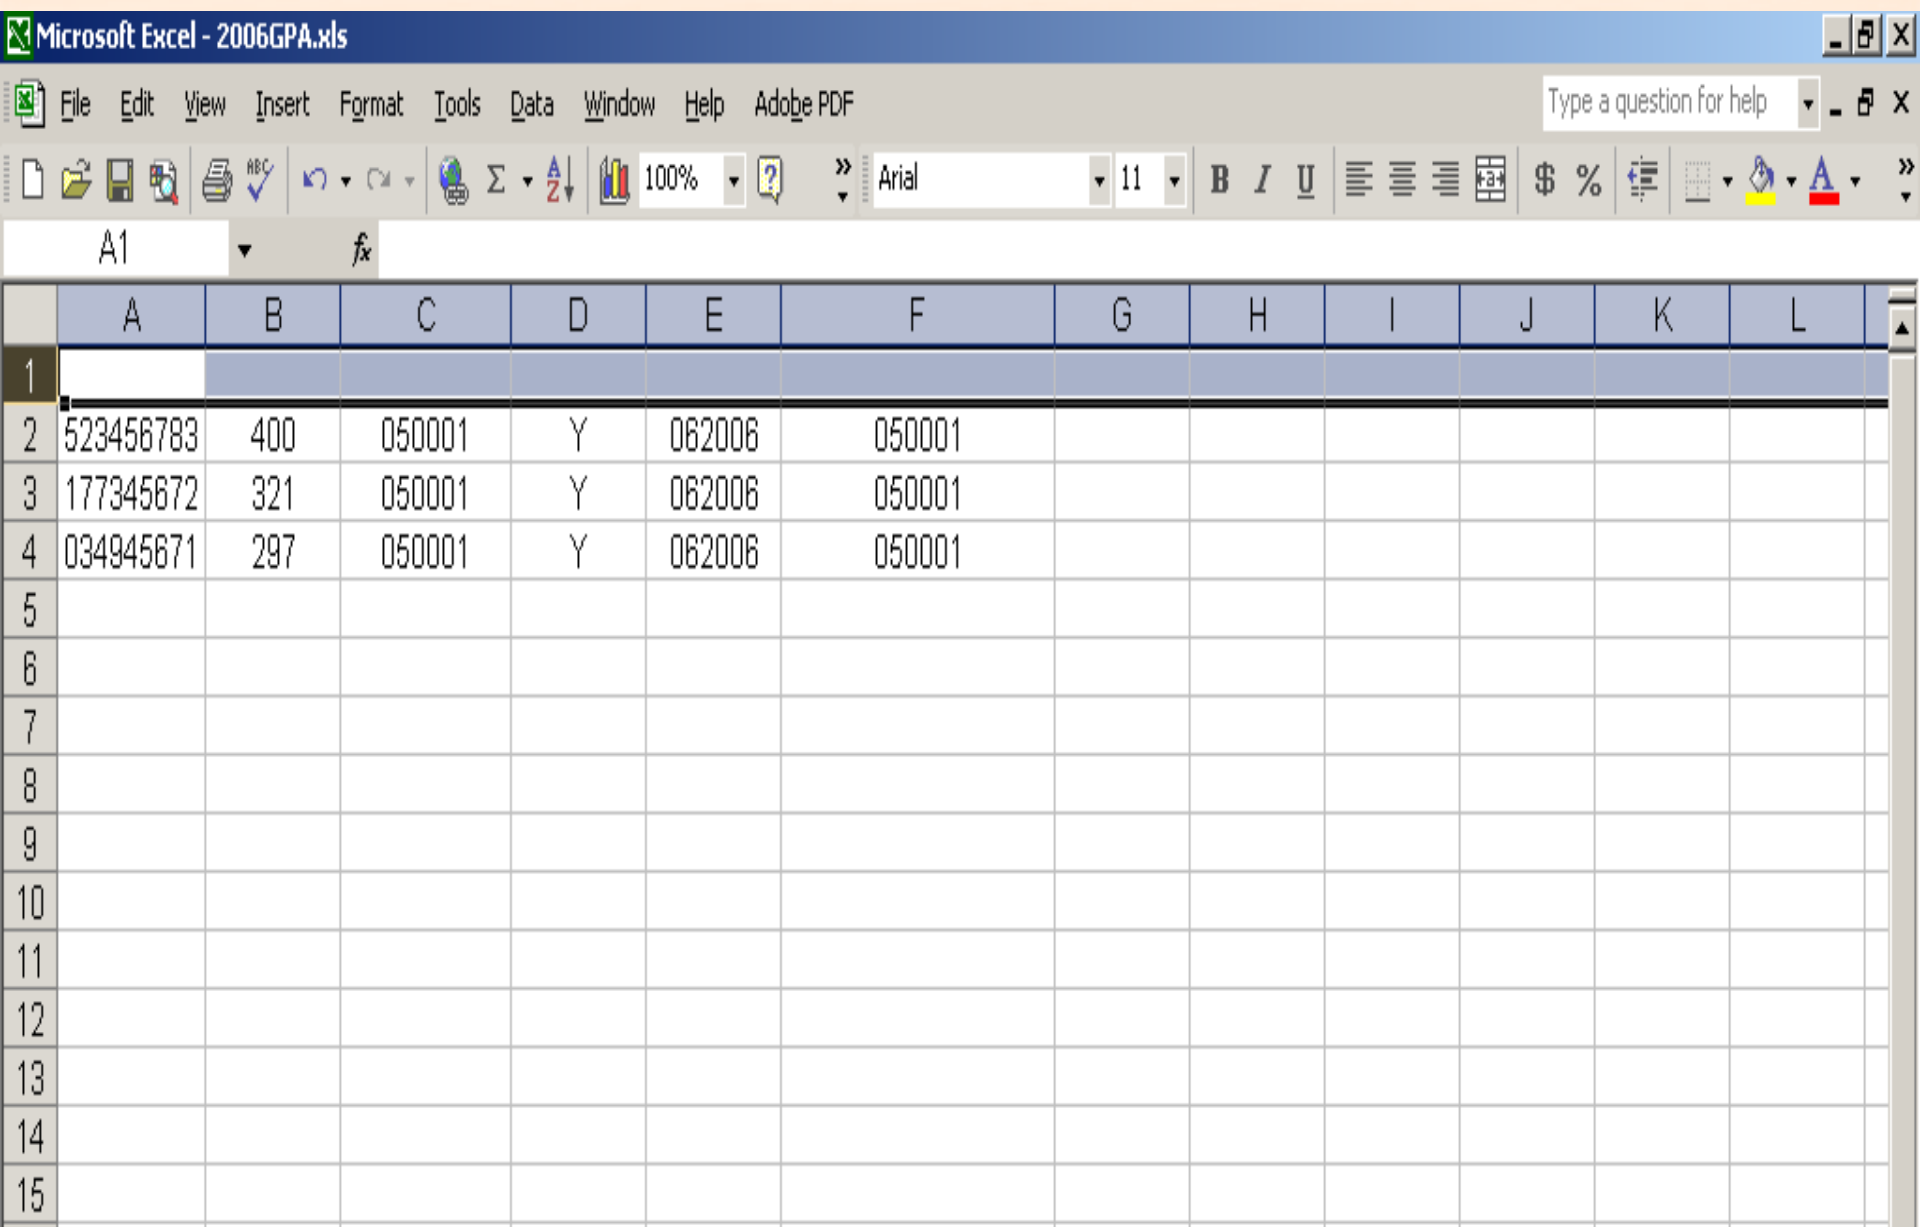 Microsoft Excel - 2006GPA.xls
File Edit View Insert Format Tools Data Window Help Adobe PDF Type a question for help
ABC Σ A Z 100% ? » Arial 11 B I U a $ % A »
A1 fx
A B C D E F G H I J K L
1
2 523456783 400 050001 Y 062006 050001
3 177345672 321 050001 Y 062006 050001
4 034945671 297 050001 Y 062006 050001
5
6
7
8
9
10
11
12
13
14
15